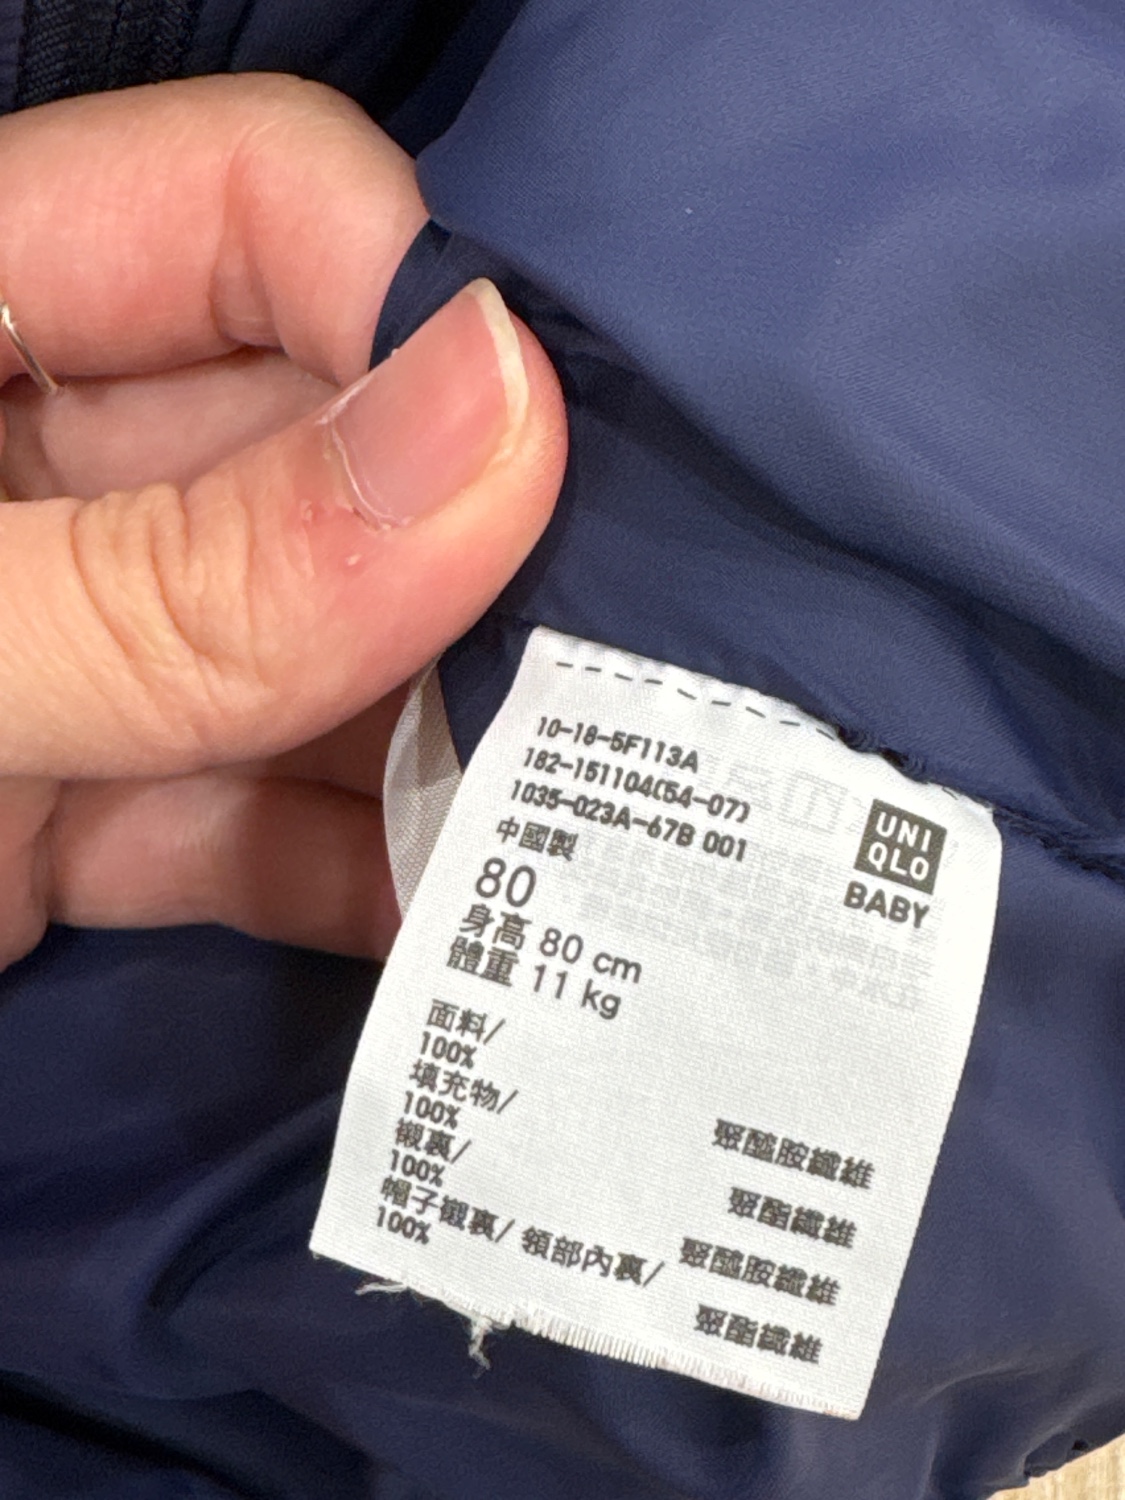 10-18-5F113A
182-151104(54-07)
1035-023A-67B 001
中國製
UNI
QLO
BABY
80
身高 80 cm
體重 11 kg
面料/
100%
聚醯胺纖維
填充物/
100%
聚酯纖維
襯裏/
100%
聚醯胺纖維
帽子襯裏/ 領部內裏/
100%
聚酯纖維